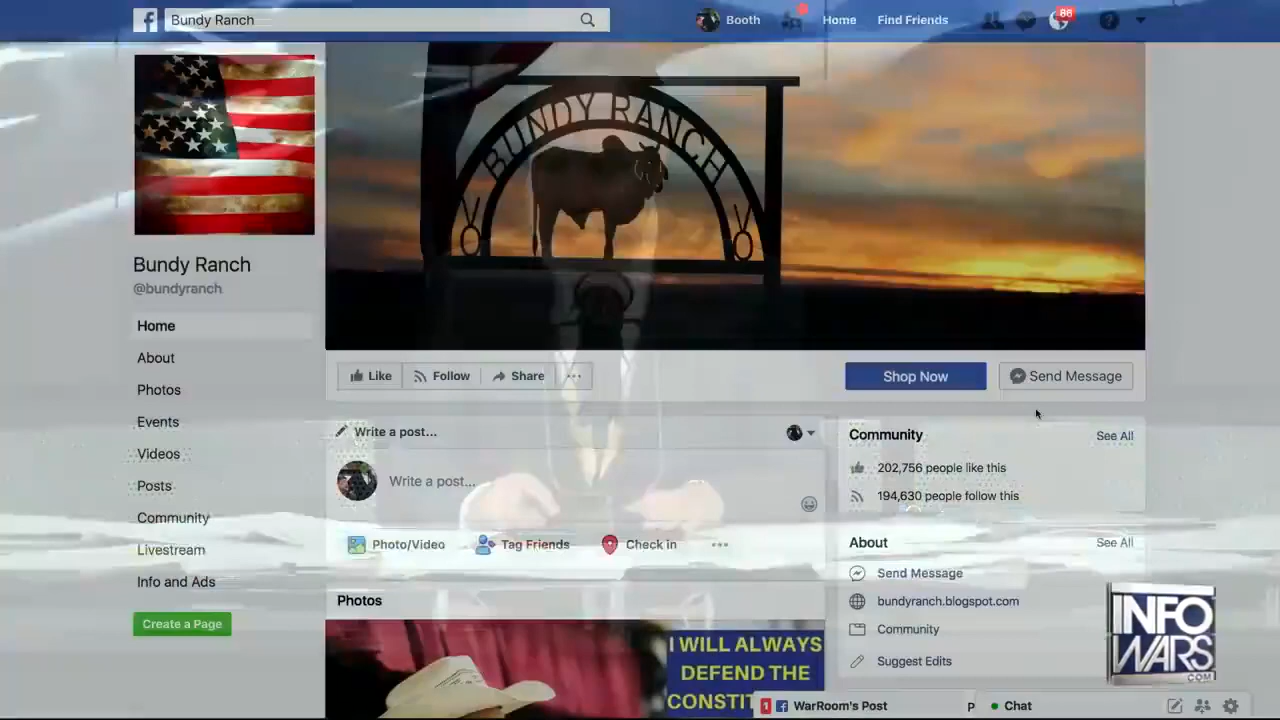 Bundy Ranch
Booth
Home
Find Friends
86
BUNDY RANCH
VO
VO
Bundy Ranch
@bundyranch
Home
About
Photos
Events
Videos
Posts
Community
Livestream
Info and Ads
Create a Page
Like
Follow
Share
Shop Now
Send Message
Write a post...
Write a post...
Photo/Video
Tag Friends
Check in
Photos
I WILL ALWAYS
DEFEND THE
Community
See All
202,756 people like this
194,630 people follow this
About
See All
Send Message
bundyranch.blogspot.com
Community
Suggest Edits
INFO
WARS
.COM
1
WarRoom's Post
P
Chat